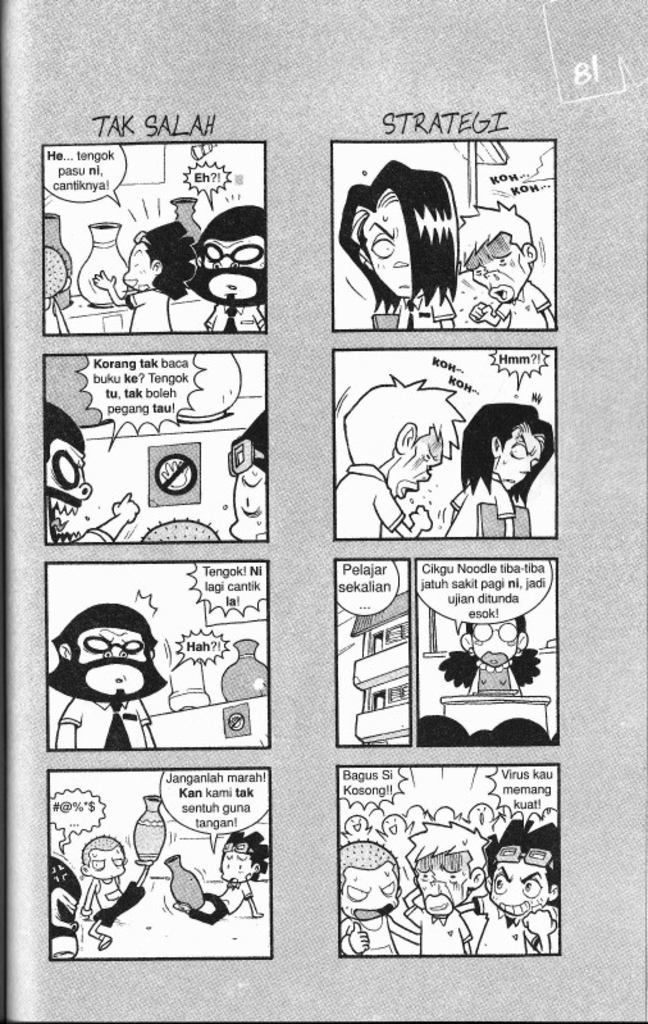 81
TAK SALAH
He... tengok
pasu ni,
cantiknya!
Eh?!
Korang tak baca
buku ke? Tengok
tu, tak boleh
pegang tau!
Tengok! Ni
lagi cantik
la!
Hah?!
#@%*$
...
Janganlah marah!
Kan kami tak
sentuh guna
tangan!
STRATEGI
KOH...
KOH...
KOH...
KOH...
Hmm?!
Pelajar
sekalian
...
Cikgu Noodle tiba-tiba
jatuh sakit pagi ni, jadi
ujian ditunda
esok!
Bagus Si
Kosong!!
Virus kau
memang
kuat!